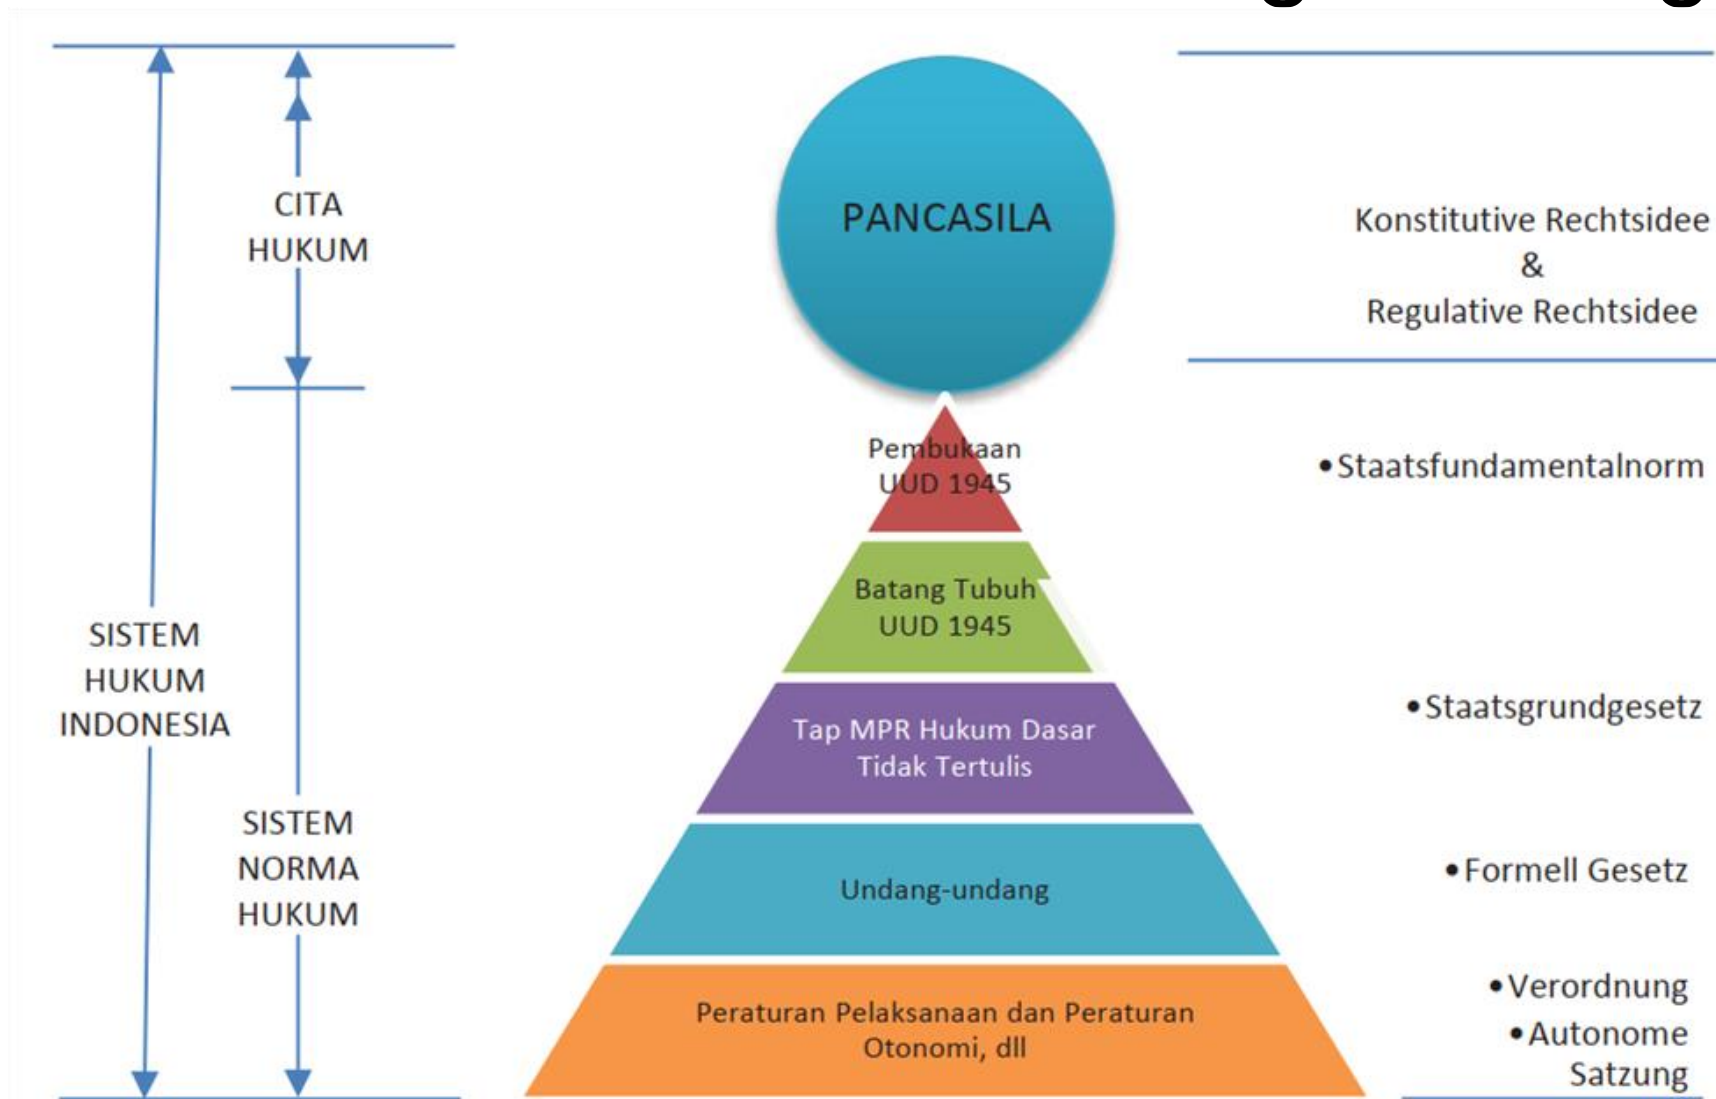 CITA
HUKUM
SISTEM
HUKUM
INDONESIA
SISTEM
NORMA
HUKUM
PANCASILA
Pembukaan
UUD 1945
Batang Tubuh
UUD 1945
Tap MPR Hukum Dasar
Tidak Tertulis
Undang-undang
Peraturan Pelaksanaan dan Peraturan
Otonomi, dll
Konstitutive Rechtsidee
&
Regulative Rechtsidee
•Staatsfundamentalnorm
•Staatsgrundgesetz
•Formell Gesetz
•Verordnung
•Autonome
Satzung